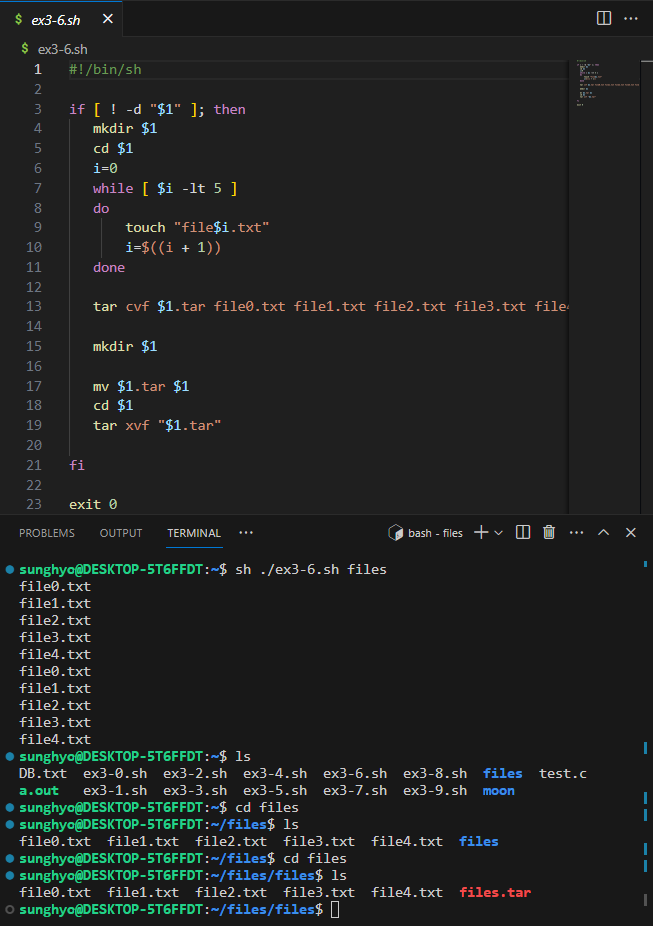 $ ex3-6.sh ×
$ ex3-6.sh
1 #!/bin/sh
2
3 if [ ! -d "$1" ]; then
4 mkdir $1
5 cd $1
6 i=0
7 while [ $i -lt 5 ]
8 do
9 touch "file$i.txt"
10 i=$((i + 1))
11 done
12
13 tar cvf $1.tar file0.txt file1.txt file2.txt file3.txt file4
14
15 mkdir $1
16
17 mv $1.tar $1
18 cd $1
19 tar xvf "$1.tar"
20
21 fi
22
23 exit 0
PROBLEMS OUTPUT TERMINAL ··· bash - files
sunghyo@DESKTOP-5T6FFDT:~$ sh ./ex3-6.sh files
file0.txt
file1.txt
file2.txt
file3.txt
file4.txt
file0.txt
file1.txt
file2.txt
file3.txt
file4.txt
sunghyo@DESKTOP-5T6FFDT:~$ ls
DB.txt ex3-0.sh ex3-2.sh ex3-4.sh ex3-6.sh ex3-8.sh files test.c
a.out ex3-1.sh ex3-3.sh ex3-5.sh ex3-7.sh ex3-9.sh moon
sunghyo@DESKTOP-5T6FFDT:~$ cd files
sunghyo@DESKTOP-5T6FFDT:~/files$ ls
file0.txt file1.txt file2.txt file3.txt file4.txt files
sunghyo@DESKTOP-5T6FFDT:~/files$ cd files
sunghyo@DESKTOP-5T6FFDT:~/files/files$ ls
file0.txt file1.txt file2.txt file3.txt file4.txt files.tar
sunghyo@DESKTOP-5T6FFDT:~/files/files$